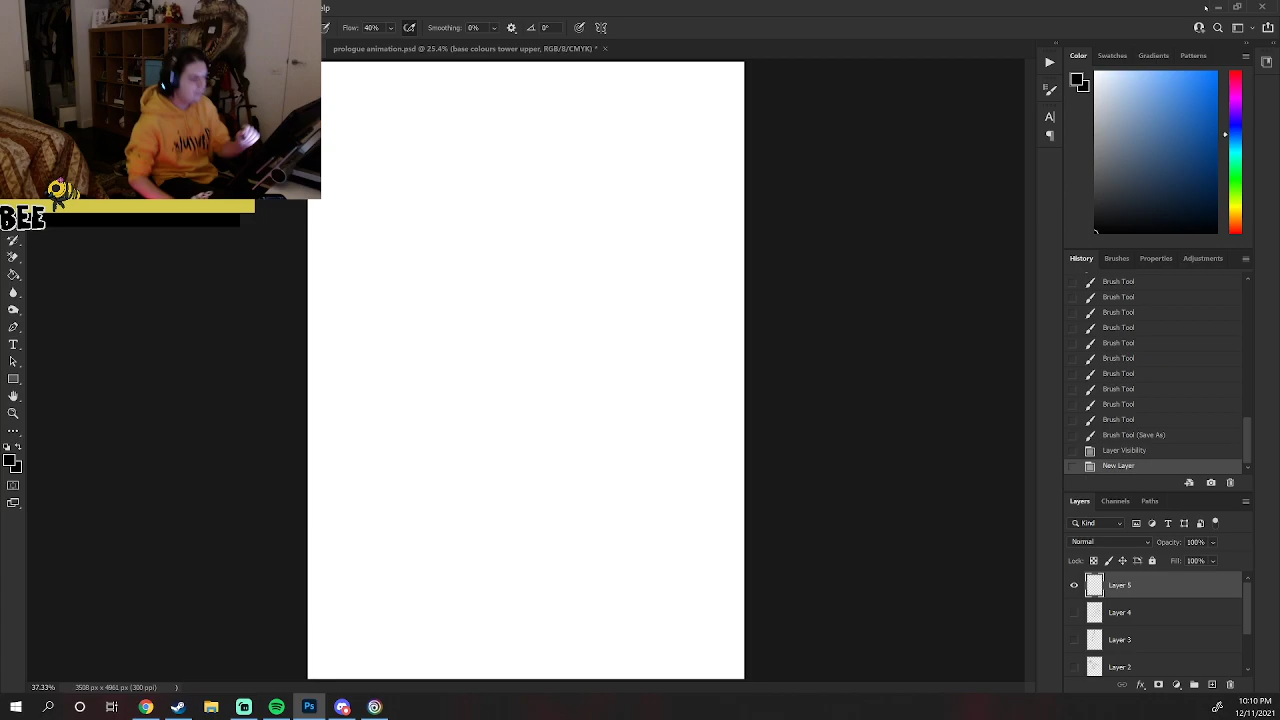 elp
Flow: 40%
Smoothing: 0%
0°
prologue animation.psd @ 25.4% (base colours tower upper, RGB/8/CMYK) * ×
BEE
Color
Swatches
Gradients
Patterns
History
Brushes
Properties
Adjustments
Brush Tool
Brush Tool
Brush Tool
Brush Tool
Brush Tool
Brush Tool
Brush Tool
Brush Tool
Brush Tool
Brush Tool
Brush Tool (Save As)
Layer Visibility
New Layer
Layers
Channels
Paths
Kind
Normal
Opacity: 100%
Lock:
Fill: 100%
Layer 5
Layer 4
Layer 3
Layer 2
37.33%
3508 px x 4961 px (300 ppi)
10:10 PM
12/11/2021